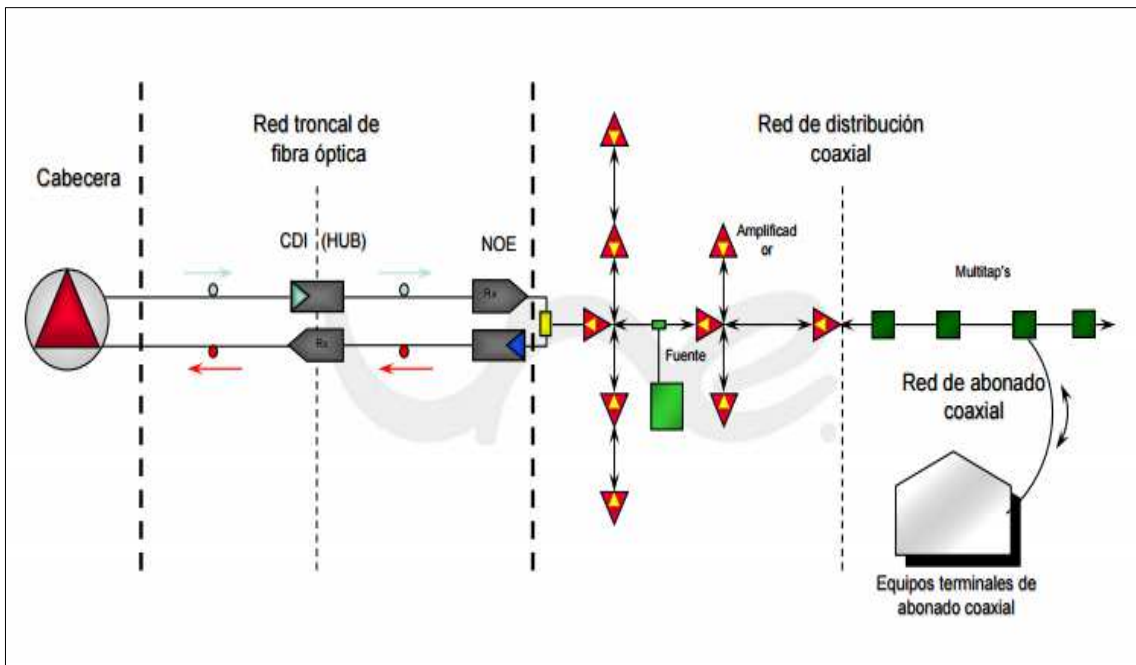 Cabecera
Red troncal de
fibra óptica
CDI (HUB)
NOE
Rx
Rx
Red de distribución
coaxial
Amplificad
or
Fuente
Multitap's
Red de abonado
coaxial
Equipos terminales de
abonado coaxial
une